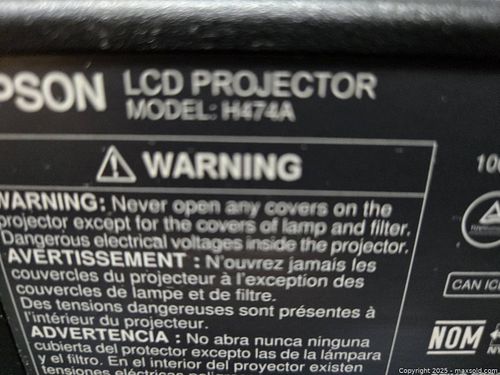 PSON LCD PROJECTOR
MODEL: H474A
WARNING
WARNING: Never open any covers on the
projector except for the covers of lamp and filter.
Dangerous electrical voltages inside the projector.
AVERTISSEMENT : N'ouvrez jamais les
couvercles du projecteur à l'exception des
couvercles de lampe et de filtre.
Des tensions dangereuses sont présentes à
l'intérieur du projecteur.
ADVERTENCIA : No abra nunca ninguna
cubierta del protector excepto las de la lámpara
y el filtro. En el interior del proyector existen
tensiones eléctricas
100
CAN ICE
NOM
Copyright 2025 - maxsold.com